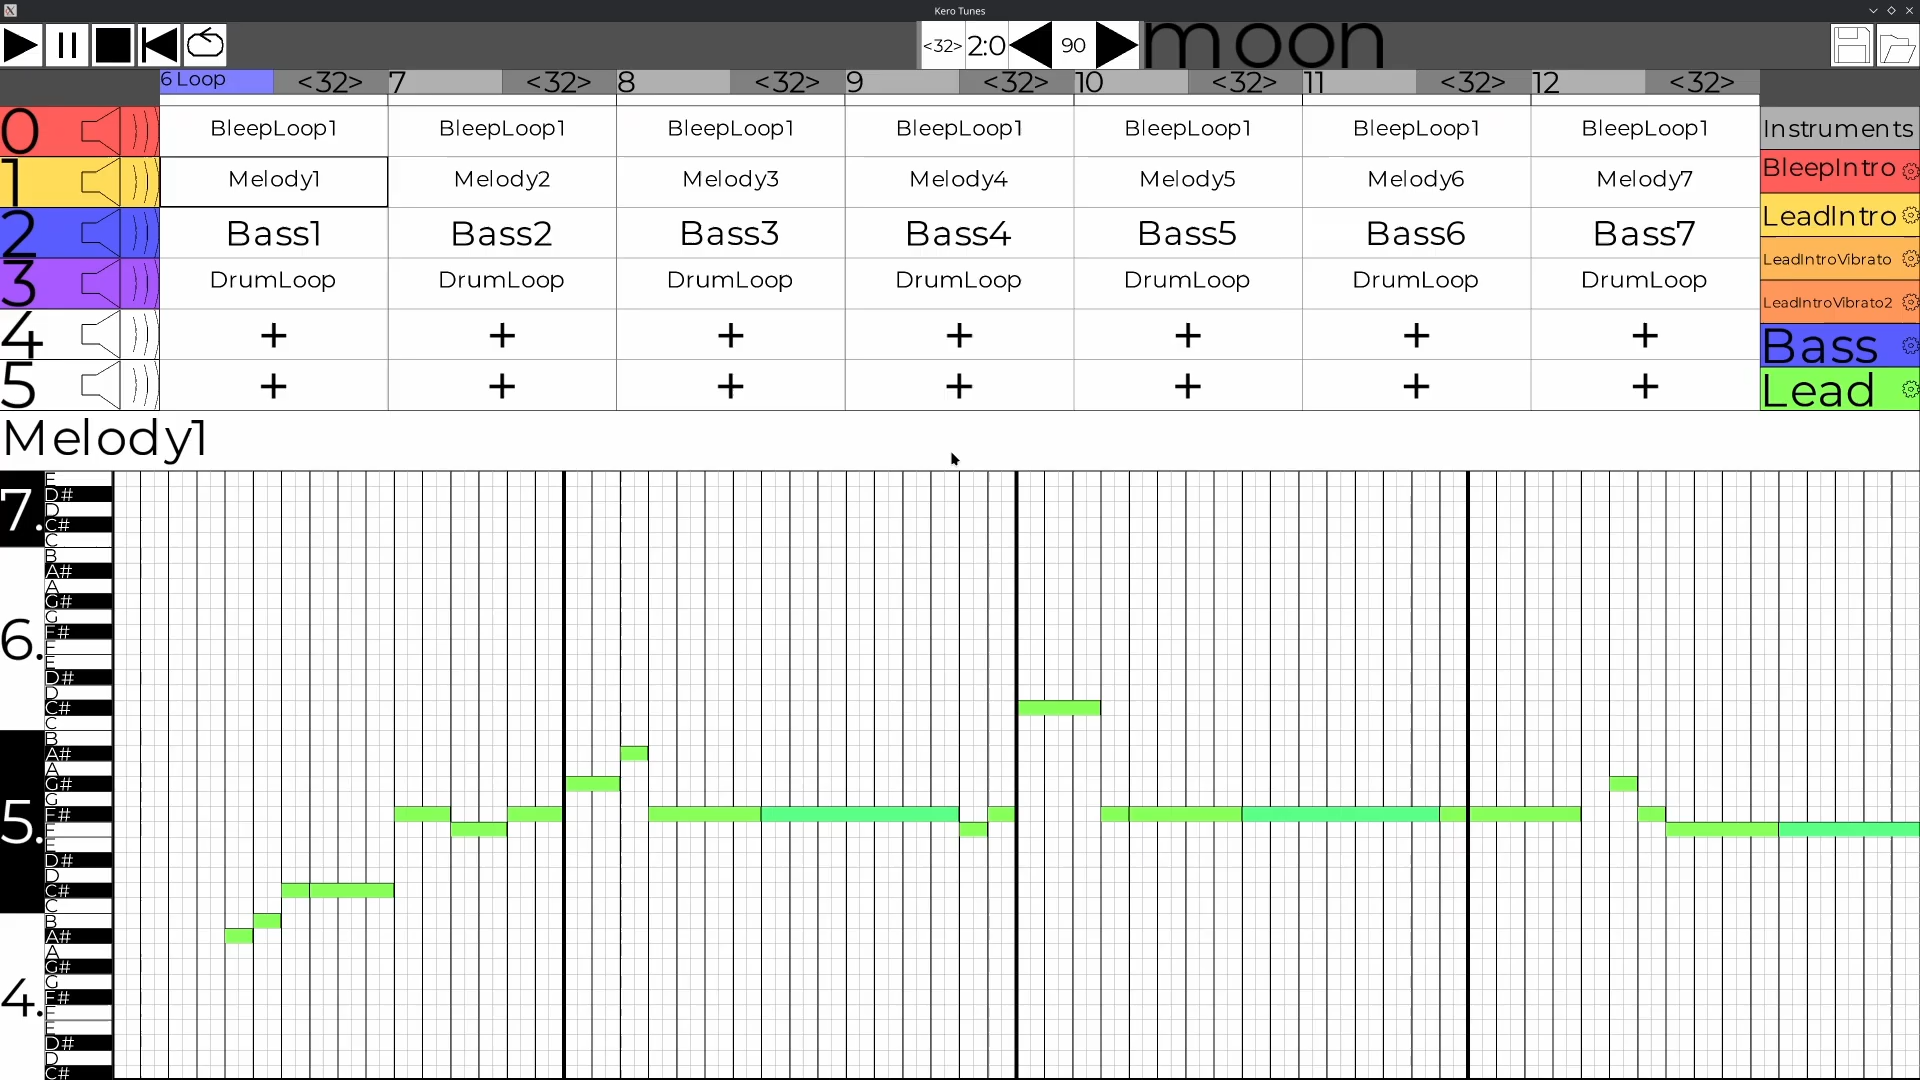 Kero Tunes
<32> 2:0 90 moon
6 Loop <32> 7 <32> 8 <32> 9 <32> 10 <32> 11 <32> 12 <32>
0 BleepLoop1 BleepLoop1 BleepLoop1 BleepLoop1 BleepLoop1 BleepLoop1 BleepLoop1 Instruments
1 Melody1 Melody2 Melody3 Melody4 Melody5 Melody6 Melody7 BleepIntro
LeadIntro
2 Bass1 Bass2 Bass3 Bass4 Bass5 Bass6 Bass7 LeadIntroVibrato
3 DrumLoop DrumLoop DrumLoop DrumLoop DrumLoop DrumLoop DrumLoop LeadIntroVibrato2
4 + + + + + + + Bass
5 + + + + + + + Lead
Melody1
E
D#
7. D
C#
C
B
A#
A
G#
G
F#
6. F
E
D#
D
C#
C
B
A#
A
G#
G
F#
5. F
E
D#
D
C#
C
B
A#
A
G#
G
F#
4. F
E
D#
D
C#